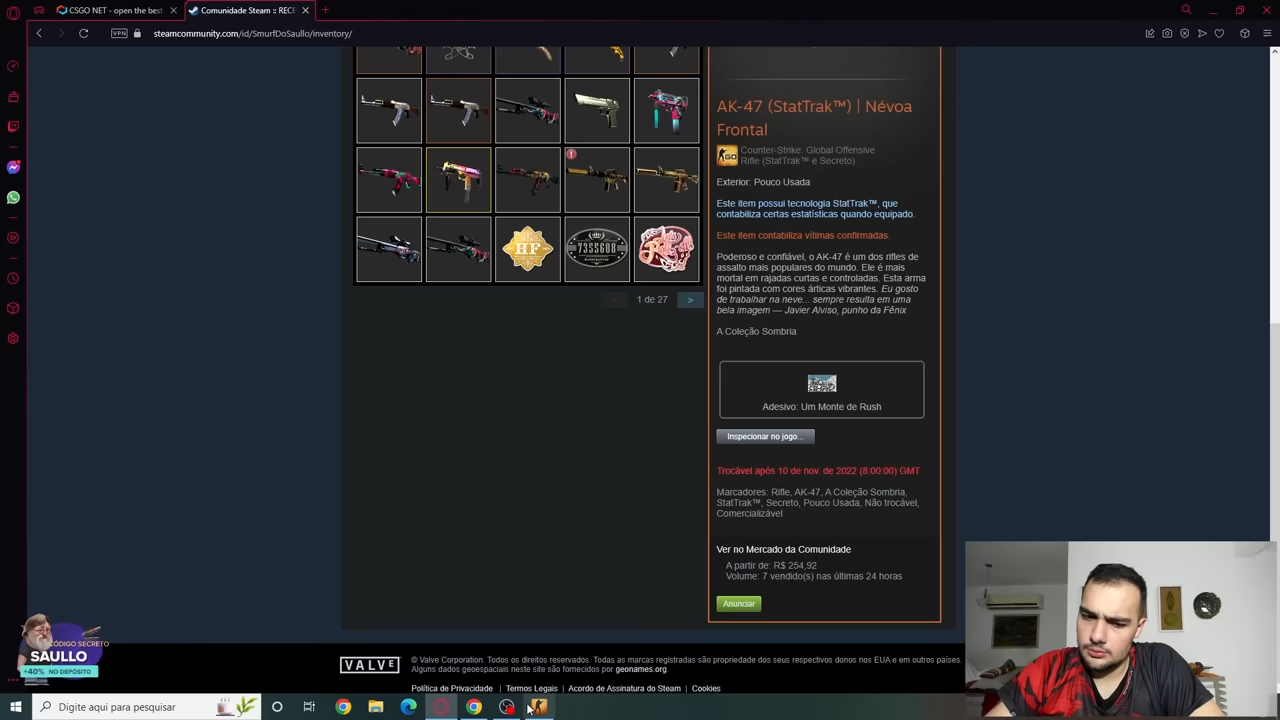 CSGO NET - open the best
Comunidade Steam :: RECE
VPN
steamcommunity.com/id/SmurfDoSaullo/inventory/
AK-47 (StatTrak™) | Névoa
Frontal
Counter-Strike: Global Offensive
Rifle (StatTrak™ e Secreto)
Exterior: Pouco Usada
Este item possui tecnologia StatTrak™, que
contabiliza certas estatísticas quando equipado.
Este item contabiliza vítimas confirmadas.
Poderoso e confiável, o AK-47 é um dos rifles de
assalto mais populares do mundo. Ele é mais
mortal em rajadas curtas e controladas. Esta arma
foi pintada com cores árticas vibrantes. Eu gosto
de trabalhar na neve... sempre resulta em uma
bela imagem — Javier Alviso, punho da Fênix
A Coleção Sombria
Adesivo: Um Monte de Rush
Inspecionar no jogo...
Trocável após 10 de nov. de 2022 (8:00:00) GMT
Marcadores: Rifle, AK-47, A Coleção Sombria,
StatTrak™, Secreto, Pouco Usada, Não trocável,
Comercializável
Ver no Mercado da Comunidade
A partir de: R$ 254,92
Volume: 7 vendido(s) nas últimas 24 horas
Anunciar
HF
7355608
1 de 27
>
CÓDIGO SECRETO
SAULLO
+40% NO DEPÓSITO
VALVE
© Valve Corporation. Todos os direitos reservados. Todas as marcas registradas são propriedade dos seus respectivos donos nos EUA e em outros países.
Alguns dados geoespaciais neste site são fornecidos por geonames.org.
Política de Privacidade | Termos Legais | Acordo de Assinatura do Steam | Cookies
Digite aqui para pesquisar